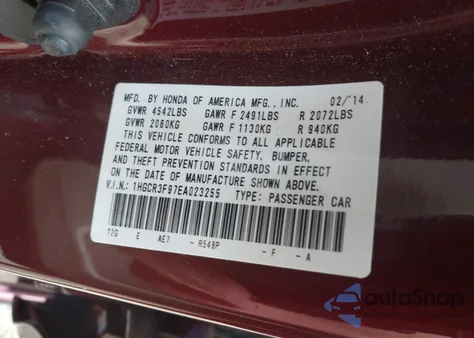 MFD. BY HONDA OF AMERICA MFG., INC. 02/'14
GVWR 4542LBS GAWR F 2491LBS R 2072LBS
GVWR 2060KG GAWR F 1130KG R 940KG
THIS VEHICLE CONFORMS TO ALL APPLICABLE
FEDERAL MOTOR VEHICLE SAFETY, BUMPER,
AND THEFT PREVENTION STANDARDS IN EFFECT
ON THE DATE OF MANUFACTURE SHOWN ABOVE.
V.I.N.: 1HGCR3F97EA023255 TYPE: PASSENGER CAR
T2G E AE7 - R548P - F - A
autoSnap